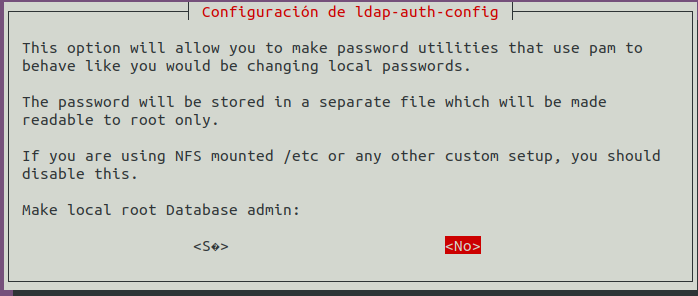 Configuración de ldap-auth-config
This option will allow you to make password utilities that use pam to
behave like you would be changing local passwords.
The password will be stored in a separate file which will be made
readable to root only.
If you are using NFS mounted /etc or any other custom setup, you should
disable this.
Make local root Database admin:
<S�> <No>